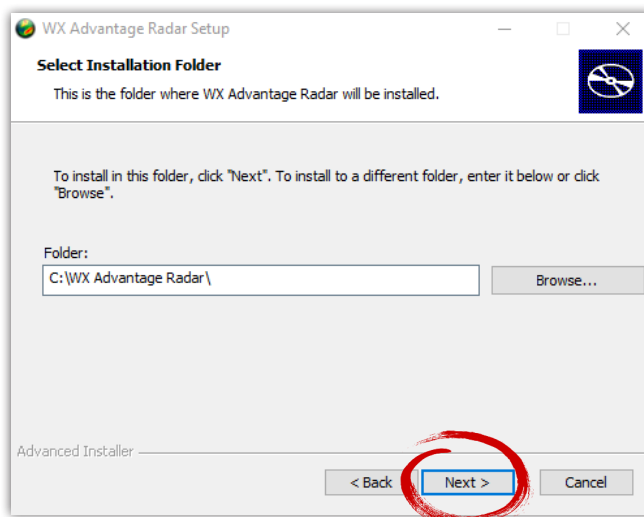 WX Advantage Radar Setup
Select Installation Folder
This is the folder where WX Advantage Radar will be installed.
To install in this folder, click "Next". To install to a different folder, enter it below or click
"Browse".
Folder:
C:\WX Advantage Radar\
Browse...
Advanced Installer
< Back
Next >
Cancel